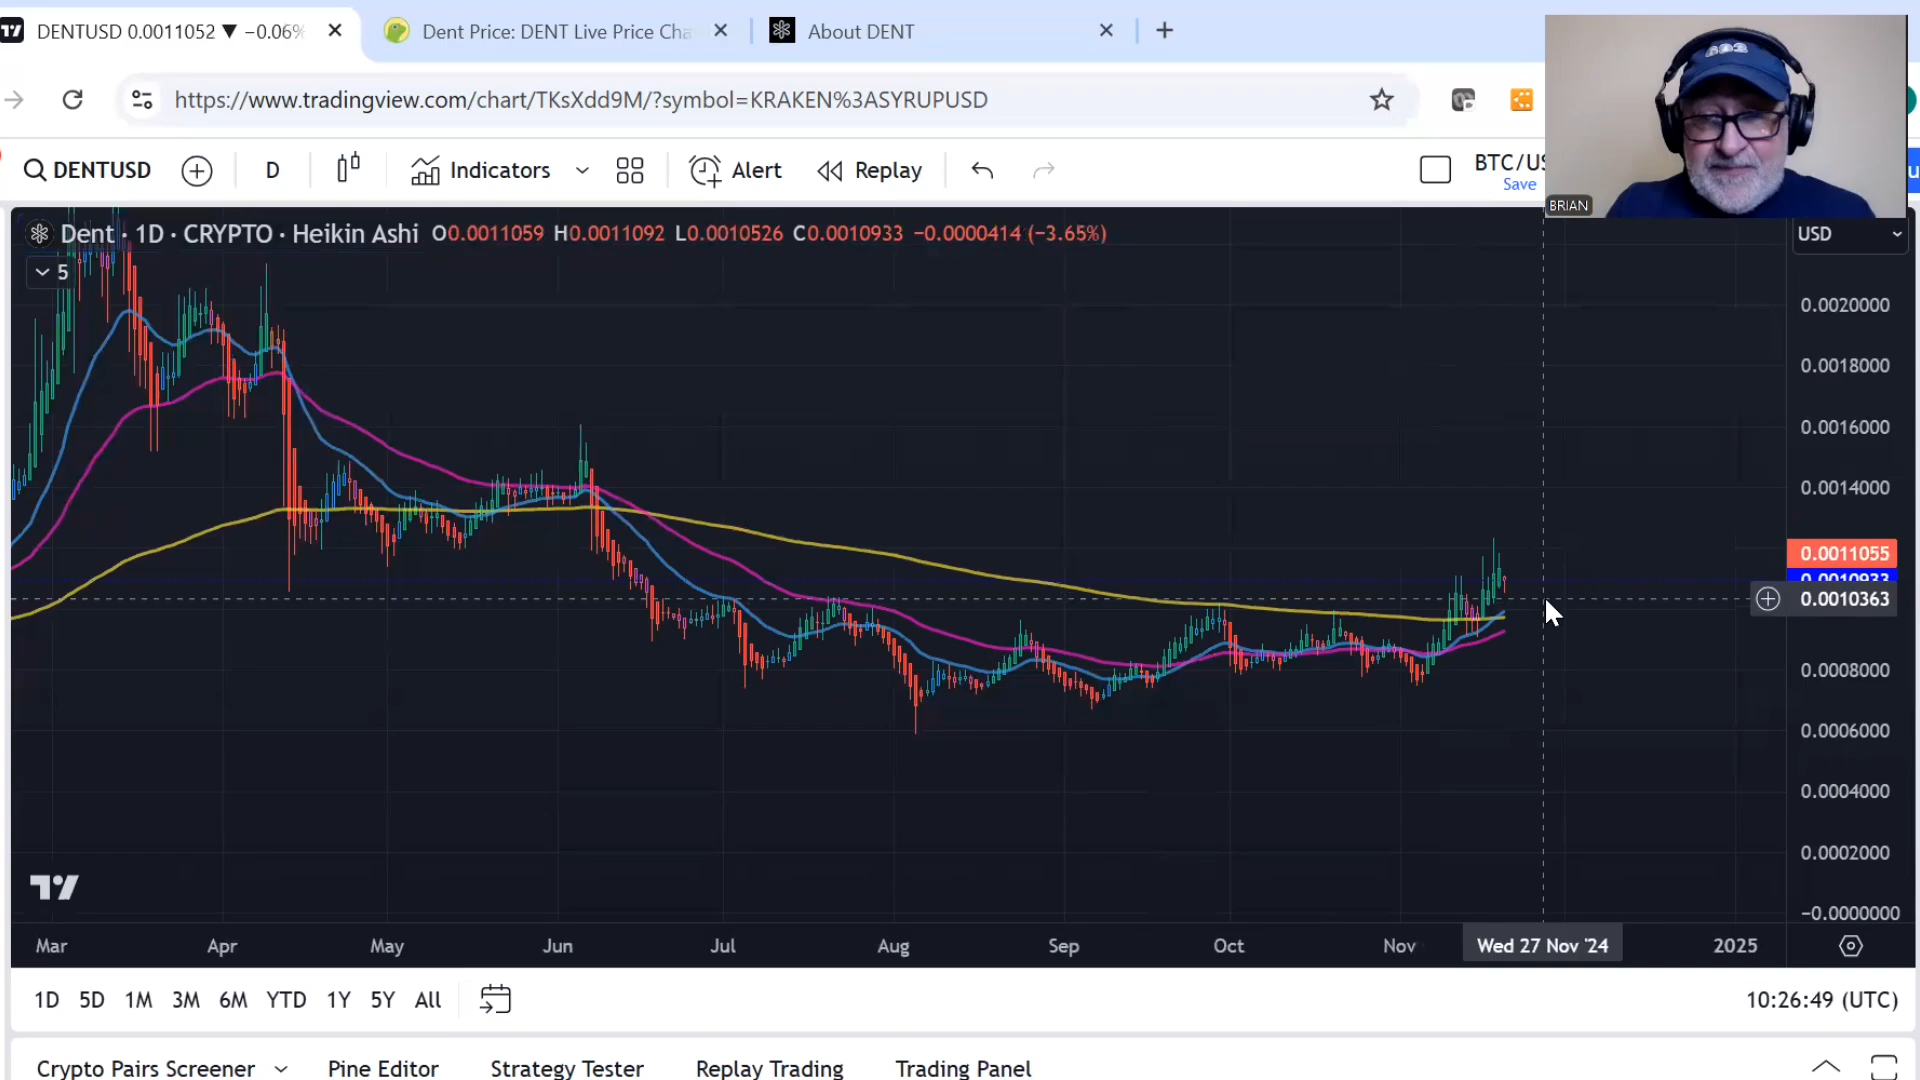 DENTUSD 0.0011052 ▼ −0.06%
Dent Price: DENT Live Price Cha
About DENT
https://www.tradingview.com/chart/TKsXdd9M/?symbol=KRAKEN%3ASYRUPUSD
DENTUSD
D
Indicators
Alert
Replay
BTC/US
Save
BRIAN
Dent · 1D · CRYPTO · Heikin Ashi O0.0011059 H0.0011092 L0.0010526 C0.0010933 −0.0000414 (−3.65%)
5
USD
0.0020000
0.0018000
0.0016000
0.0014000
0.0011055
0.0010933
0.0010363
0.0008000
0.0006000
0.0004000
0.0002000
−0.0000000
Mar Apr May Jun Jul Aug Sep Oct Nov Wed 27 Nov '24 2025
1D 5D 1M 3M 6M YTD 1Y 5Y All
10:26:49 (UTC)
Crypto Pairs Screener Pine Editor Strategy Tester Replay Trading Trading Panel